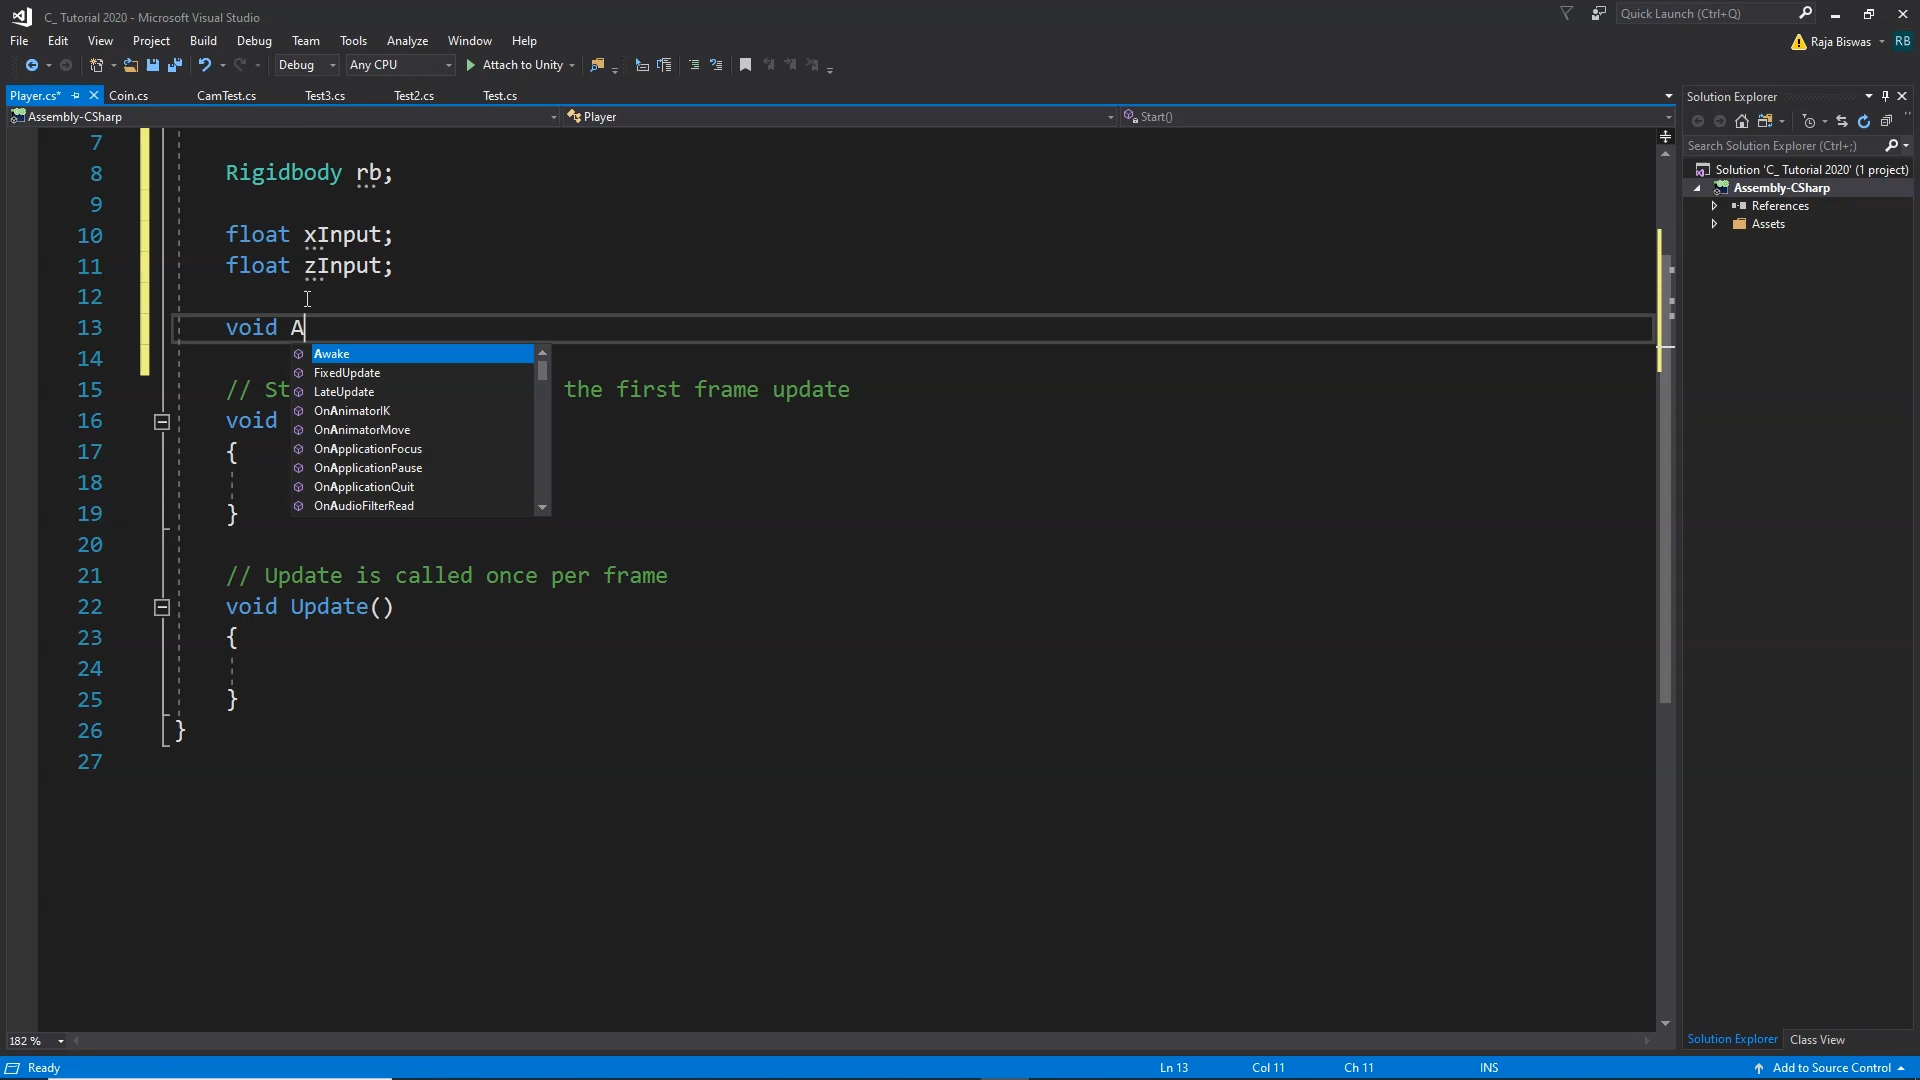 C_ Tutorial 2020 - Microsoft Visual Studio
Quick Launch (Ctrl+Q)
File Edit View Project Build Debug Team Tools Analyze Window Help
Raja Biswas RB
Debug Any CPU Attach to Unity
Player.cs* Coin.cs CamTest.cs Test3.cs Test2.cs Test.cs
Assembly-CSharp Player Start()
7
8 Rigidbody rb;
9
10 float xInput;
11 float zInput;
12
13 void A
14
15 // St the first frame update
16 void
17 {
18
19 }
20
21 // Update is called once per frame
22 void Update()
23 {
24
25 }
26 }
27
Awake
FixedUpdate
LateUpdate
OnAnimatorIK
OnAnimatorMove
OnApplicationFocus
OnApplicationPause
OnApplicationQuit
OnAudioFilterRead
Solution Explorer
Search Solution Explorer (Ctrl+;)
Solution 'C_ Tutorial 2020' (1 project)
Assembly-CSharp
References
Assets
182 %
Solution Explorer Class View
Ready Ln 13 Col 11 Ch 11 INS Add to Source Control